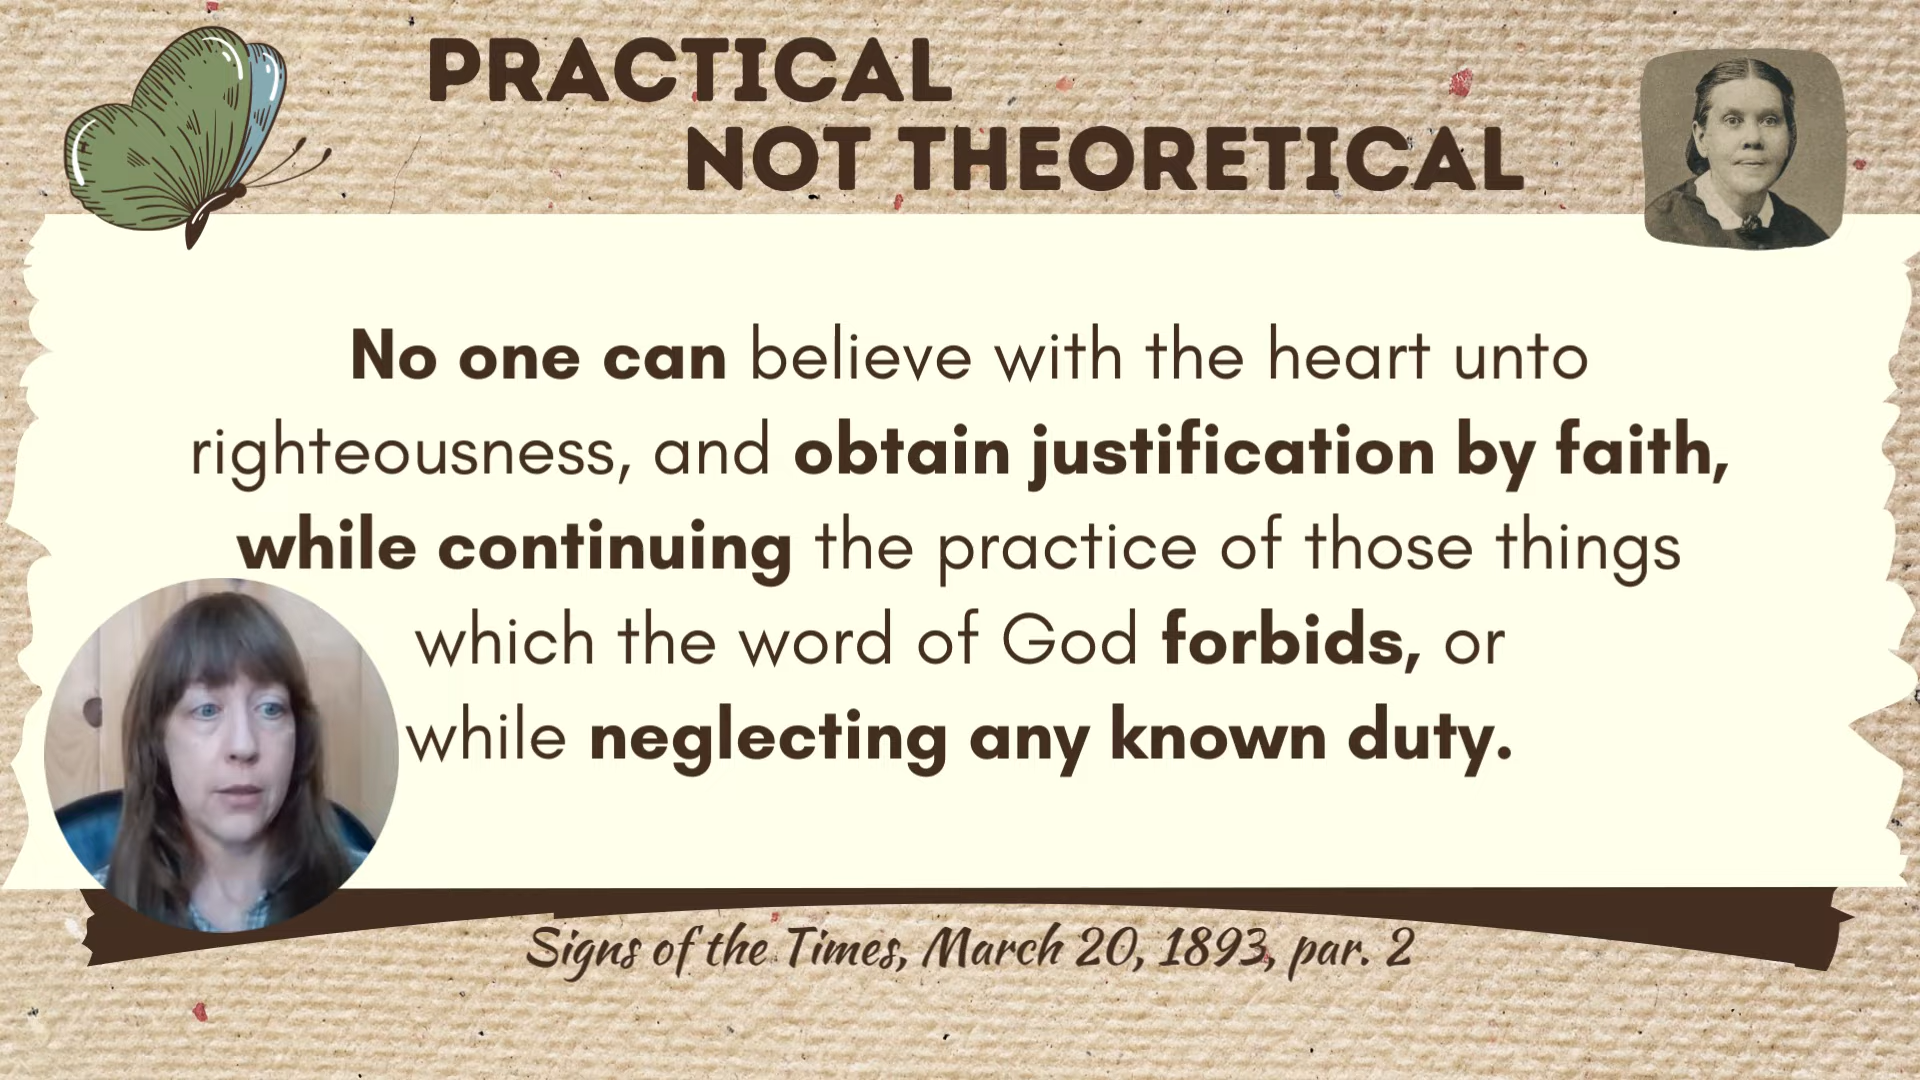 PRACTICAL
NOT THEORETICAL
No one can believe with the heart unto
righteousness, and obtain justification by faith,
while continuing the practice of those things
which the word of God forbids, or
while neglecting any known duty.
Signs of the Times, March 20, 1893, par. 2